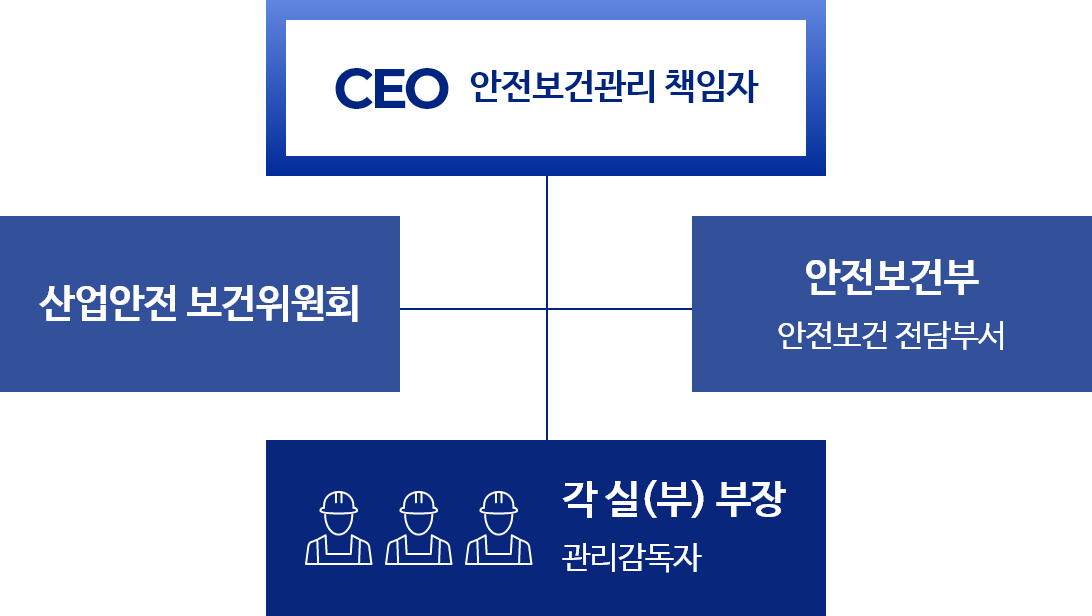 CEO 안전보건관리 책임자
산업안전 보건위원회
안전보건부
안전보건 전담부서
각 실(부) 부장
관리감독자